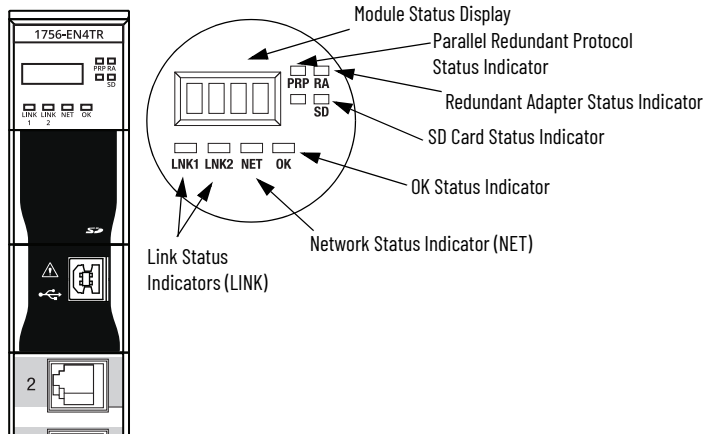 1756-EN4TR
PRP RA
SD
LINK LINK NET OK
1 2
2
Module Status Display
Parallel Redundant Protocol
Status Indicator
Redundant Adapter Status Indicator
SD Card Status Indicator
OK Status Indicator
Network Status Indicator (NET)
Link Status
Indicators (LINK)
PRP RA
SD
LNK1 LNK2 NET OK